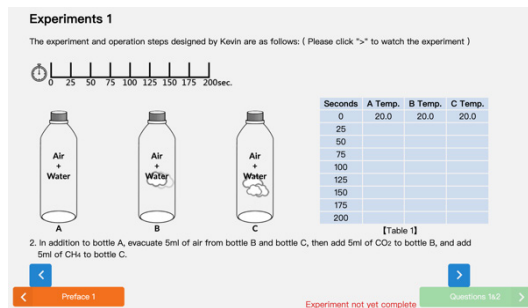 Experiments 1
The experiment and operation steps designed by Kevin are as follows: ( Please click ">" to watch the experiment )
0 25 50 75 100 125 150 175 200sec.
Air
+
Water
A
Air
+
Water
B
Air
+
Water
C
Seconds A Temp. B Temp. C Temp.
0 20.0 20.0 20.0
25
50
75
100
125
150
175
200
【Table 1】
2. In addition to bottle A, evacuate 5ml of air from bottle B and bottle C, then add 5ml of CO2 to bottle B, and add
5ml of CH4 to bottle C.
< >
< Preface 1
Experiment not yet complete
Questions 1&2 >